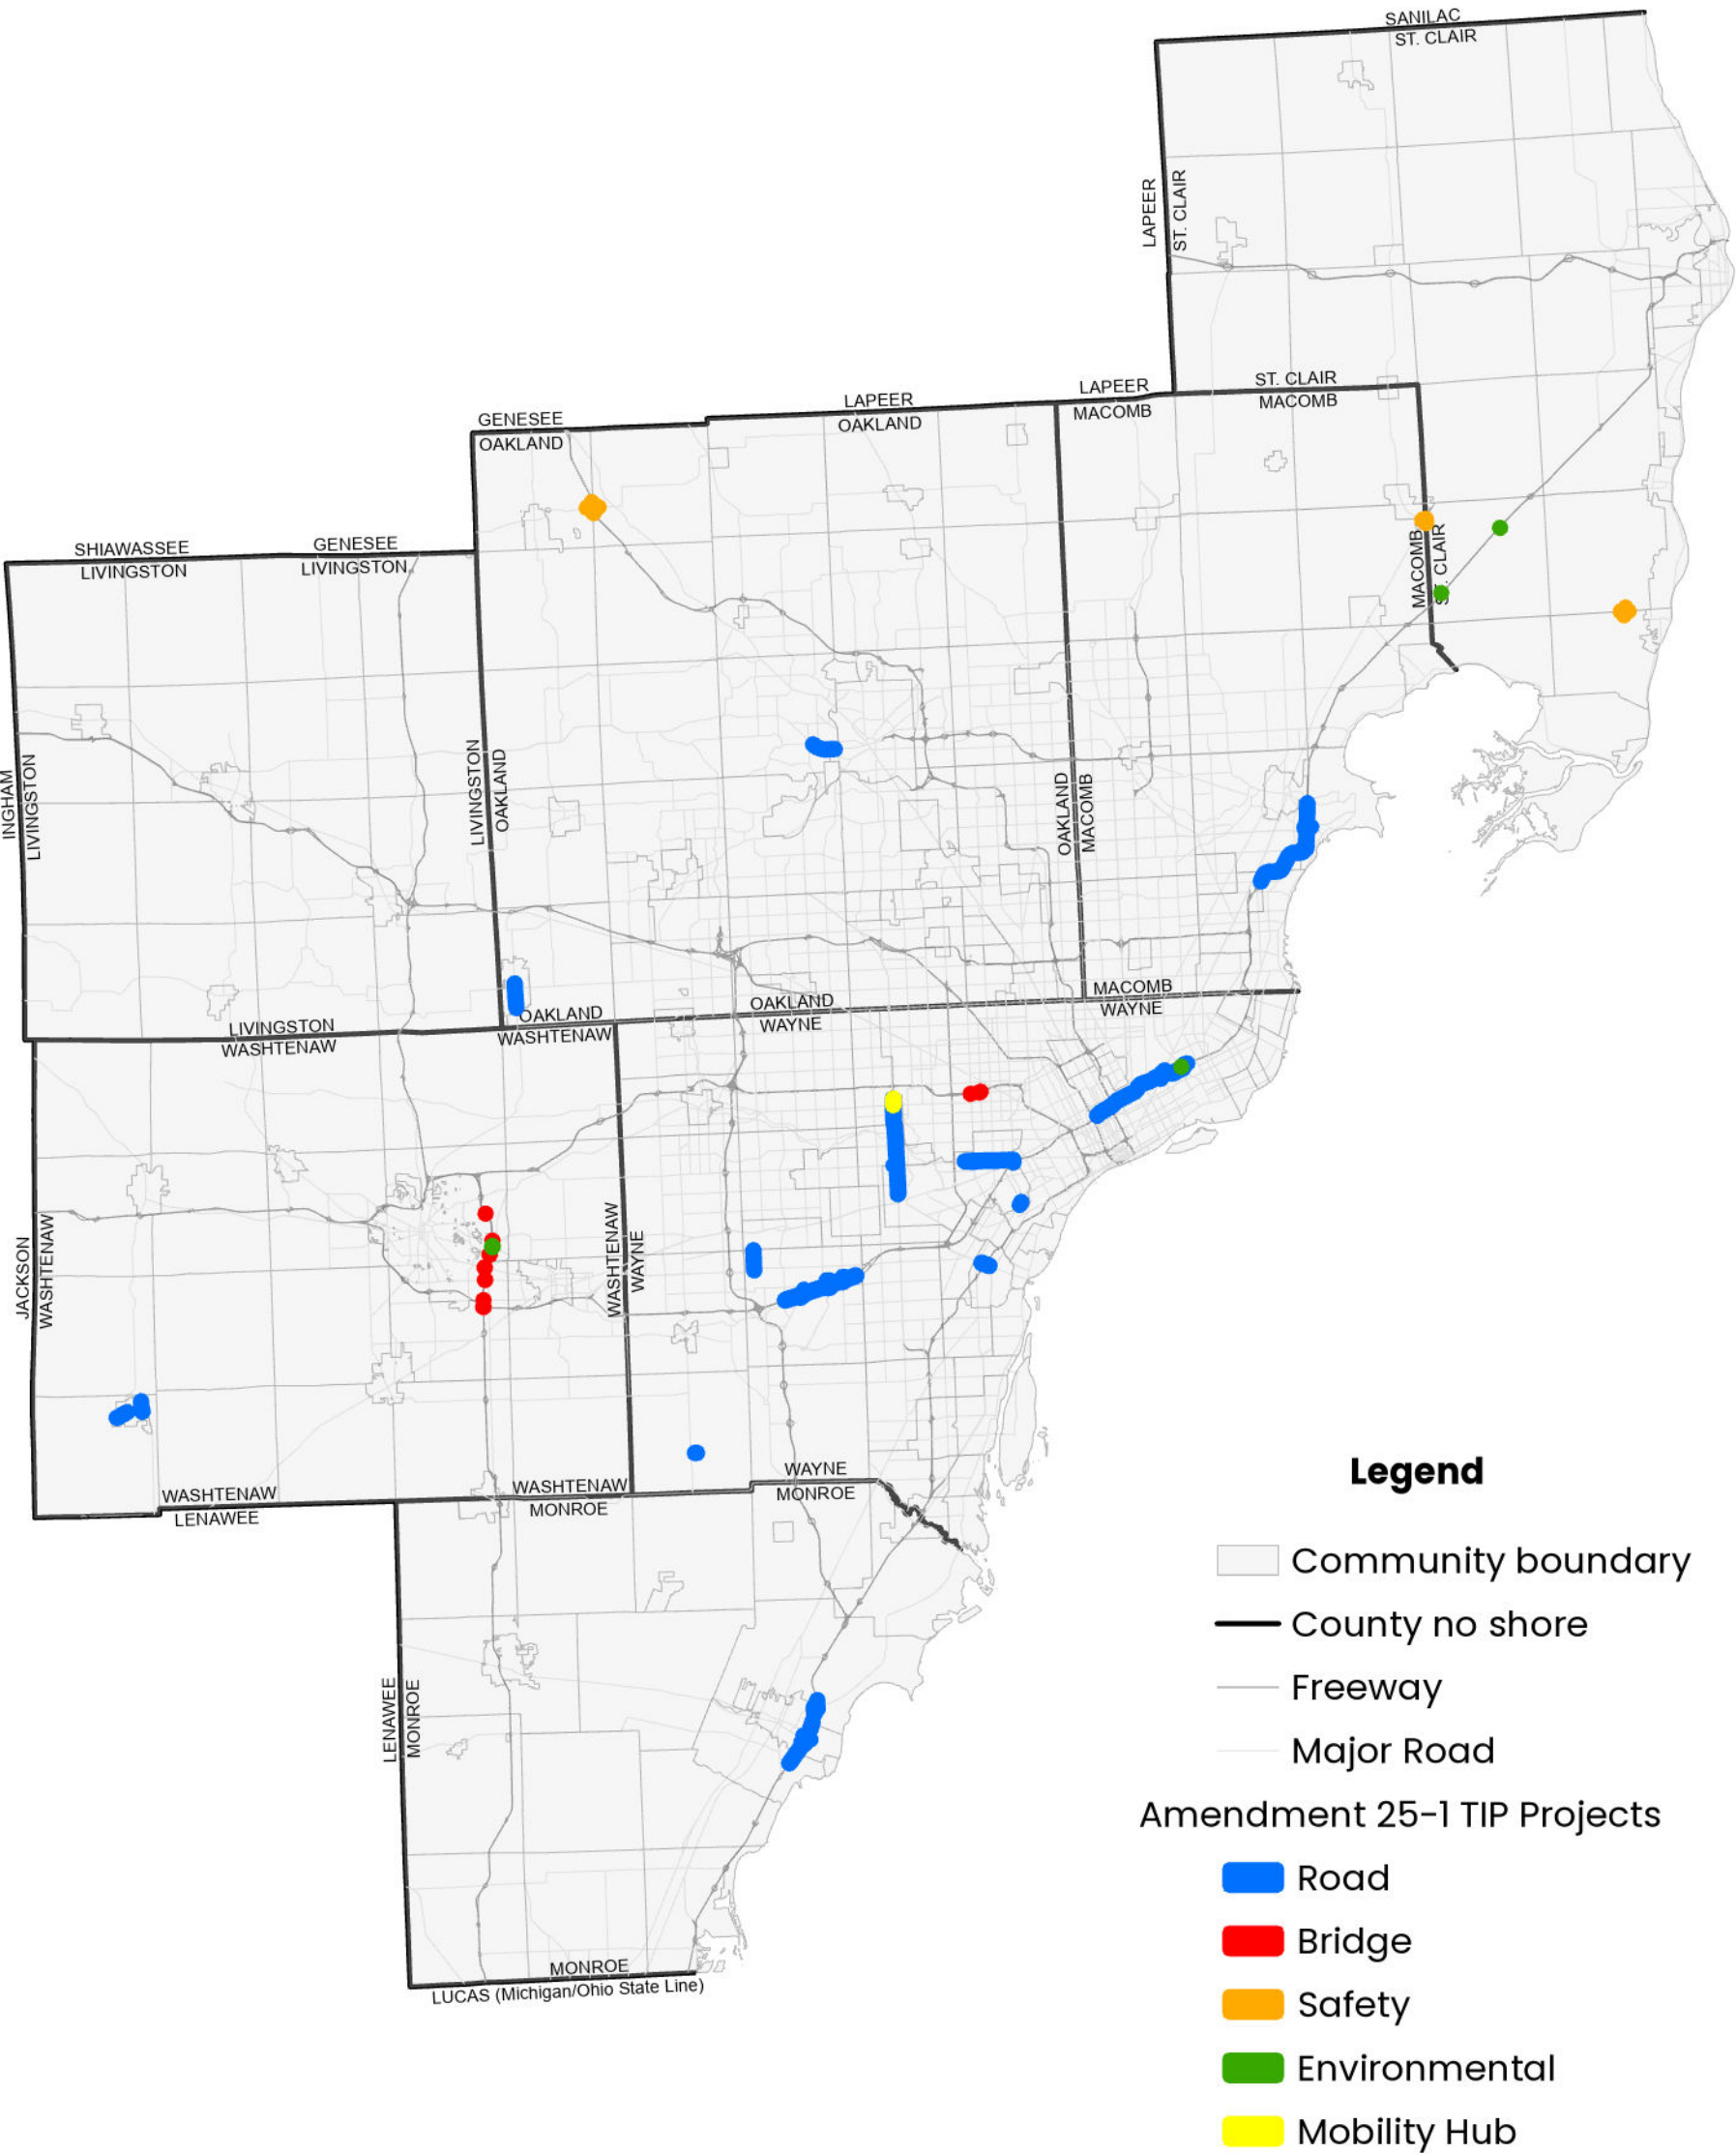 SANILAC
ST. CLAIR
LAPEER
ST. CLAIR
LAPEER
MACOMB
ST. CLAIR
MACOMB
LAPEER
OAKLAND
GENESEE
OAKLAND
SHIAWASSEE
LIVINGSTON
GENESEE
LIVINGSTON
MACOMB
ST. CLAIR
INGHAM
LIVINGSTON
LIVINGSTON
OAKLAND
OAKLAND
MACOMB
MACOMB
WAYNE
OAKLAND
WAYNE
OAKLAND
WASHTENAW
LIVINGSTON
WASHTENAW
JACKSON
WASHTENAW
WASHTENAW
WAYNE
WAYNE
MONROE
WASHTENAW
MONROE
WASHTENAW
LENAWEE
LENAWEE
MONROE
MONROE
LUCAS (Michigan/Ohio State Line)
Legend
Community boundary
County no shore
Freeway
Major Road
Amendment 25-1 TIP Projects
Road
Bridge
Safety
Environmental
Mobility Hub